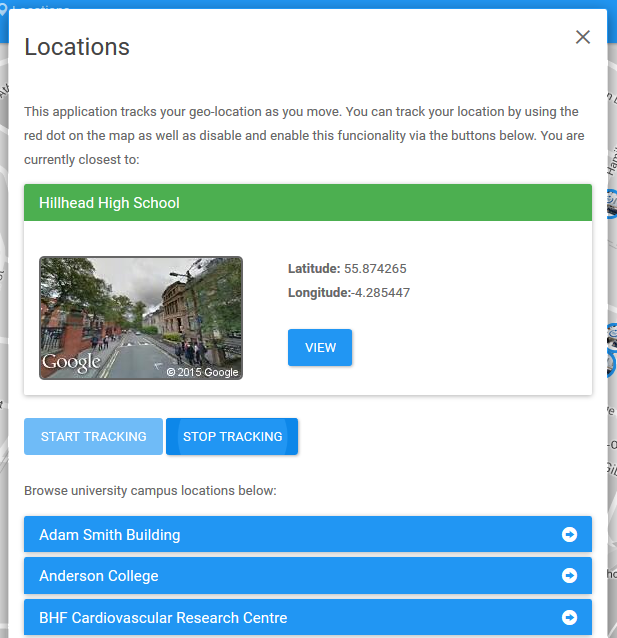 Locations
Locations
This application tracks your geo-location as you move. You can track your location by using the
red dot on the map as well as disable and enable this funcionality via the buttons below. You are
currently closest to:
Hillhead High School
Latitude: 55.874265
Longitude:-4.285447
Google
© 2015 Google
VIEW
START TRACKING
STOP TRACKING
Browse university campus locations below:
Adam Smith Building
Anderson College
BHF Cardiovascular Research Centre